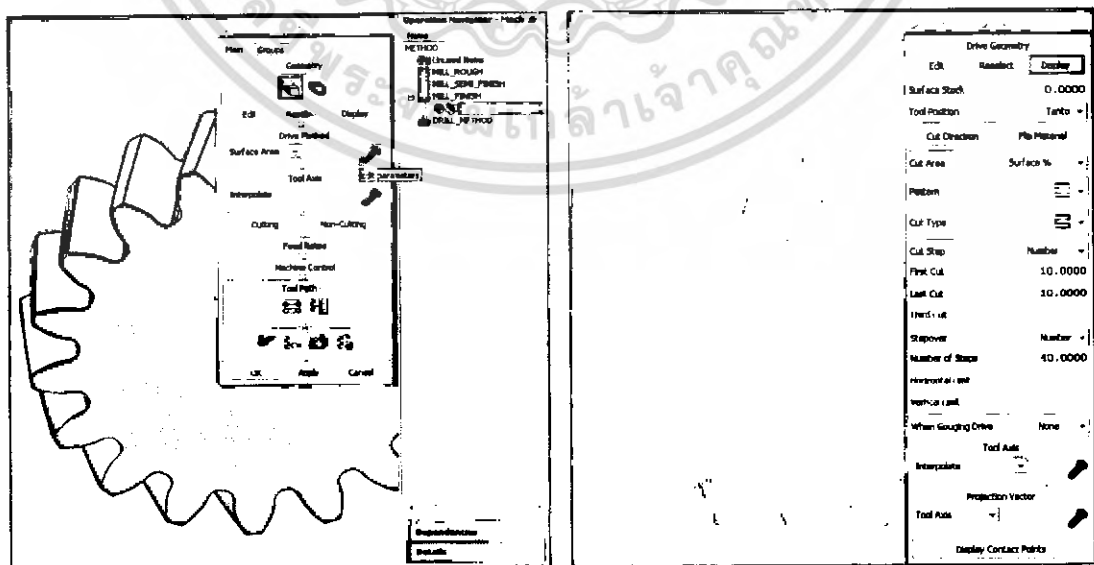 Operation Navigator - Mach
Name
METHOD
Unused Items
MILL_ROUGH
MILL_SEMI_FINISH
MILL_FINISH
DRILL_METHOD
Main Groups
Geometry
Edit Reselect Display
Drive Method
Surface Area
Edit parameters
Tool Axis
Interpolate
Cutting Non-Cutting
Feed Rates
Machine Control
Tool Path
OK Apply Cancel
Dependencies
Details
Drive Geometry
Edit Reselect Display
Surface Stock 0.0000
Tool Position Tanto
Cut Direction Flip Material
Cut Area Surface %
Pattern
Cut Type
Cut Step Number
First Cut 10.0000
Last Cut 10.0000
Third Cut
Stepover Number
Number of Steps 40.0000
Horizontal Limit
Vertical Limit
When Gouging Drive None
Tool Axis
Interpolate
Projection Vector
Tool Axis
Display Contact Points